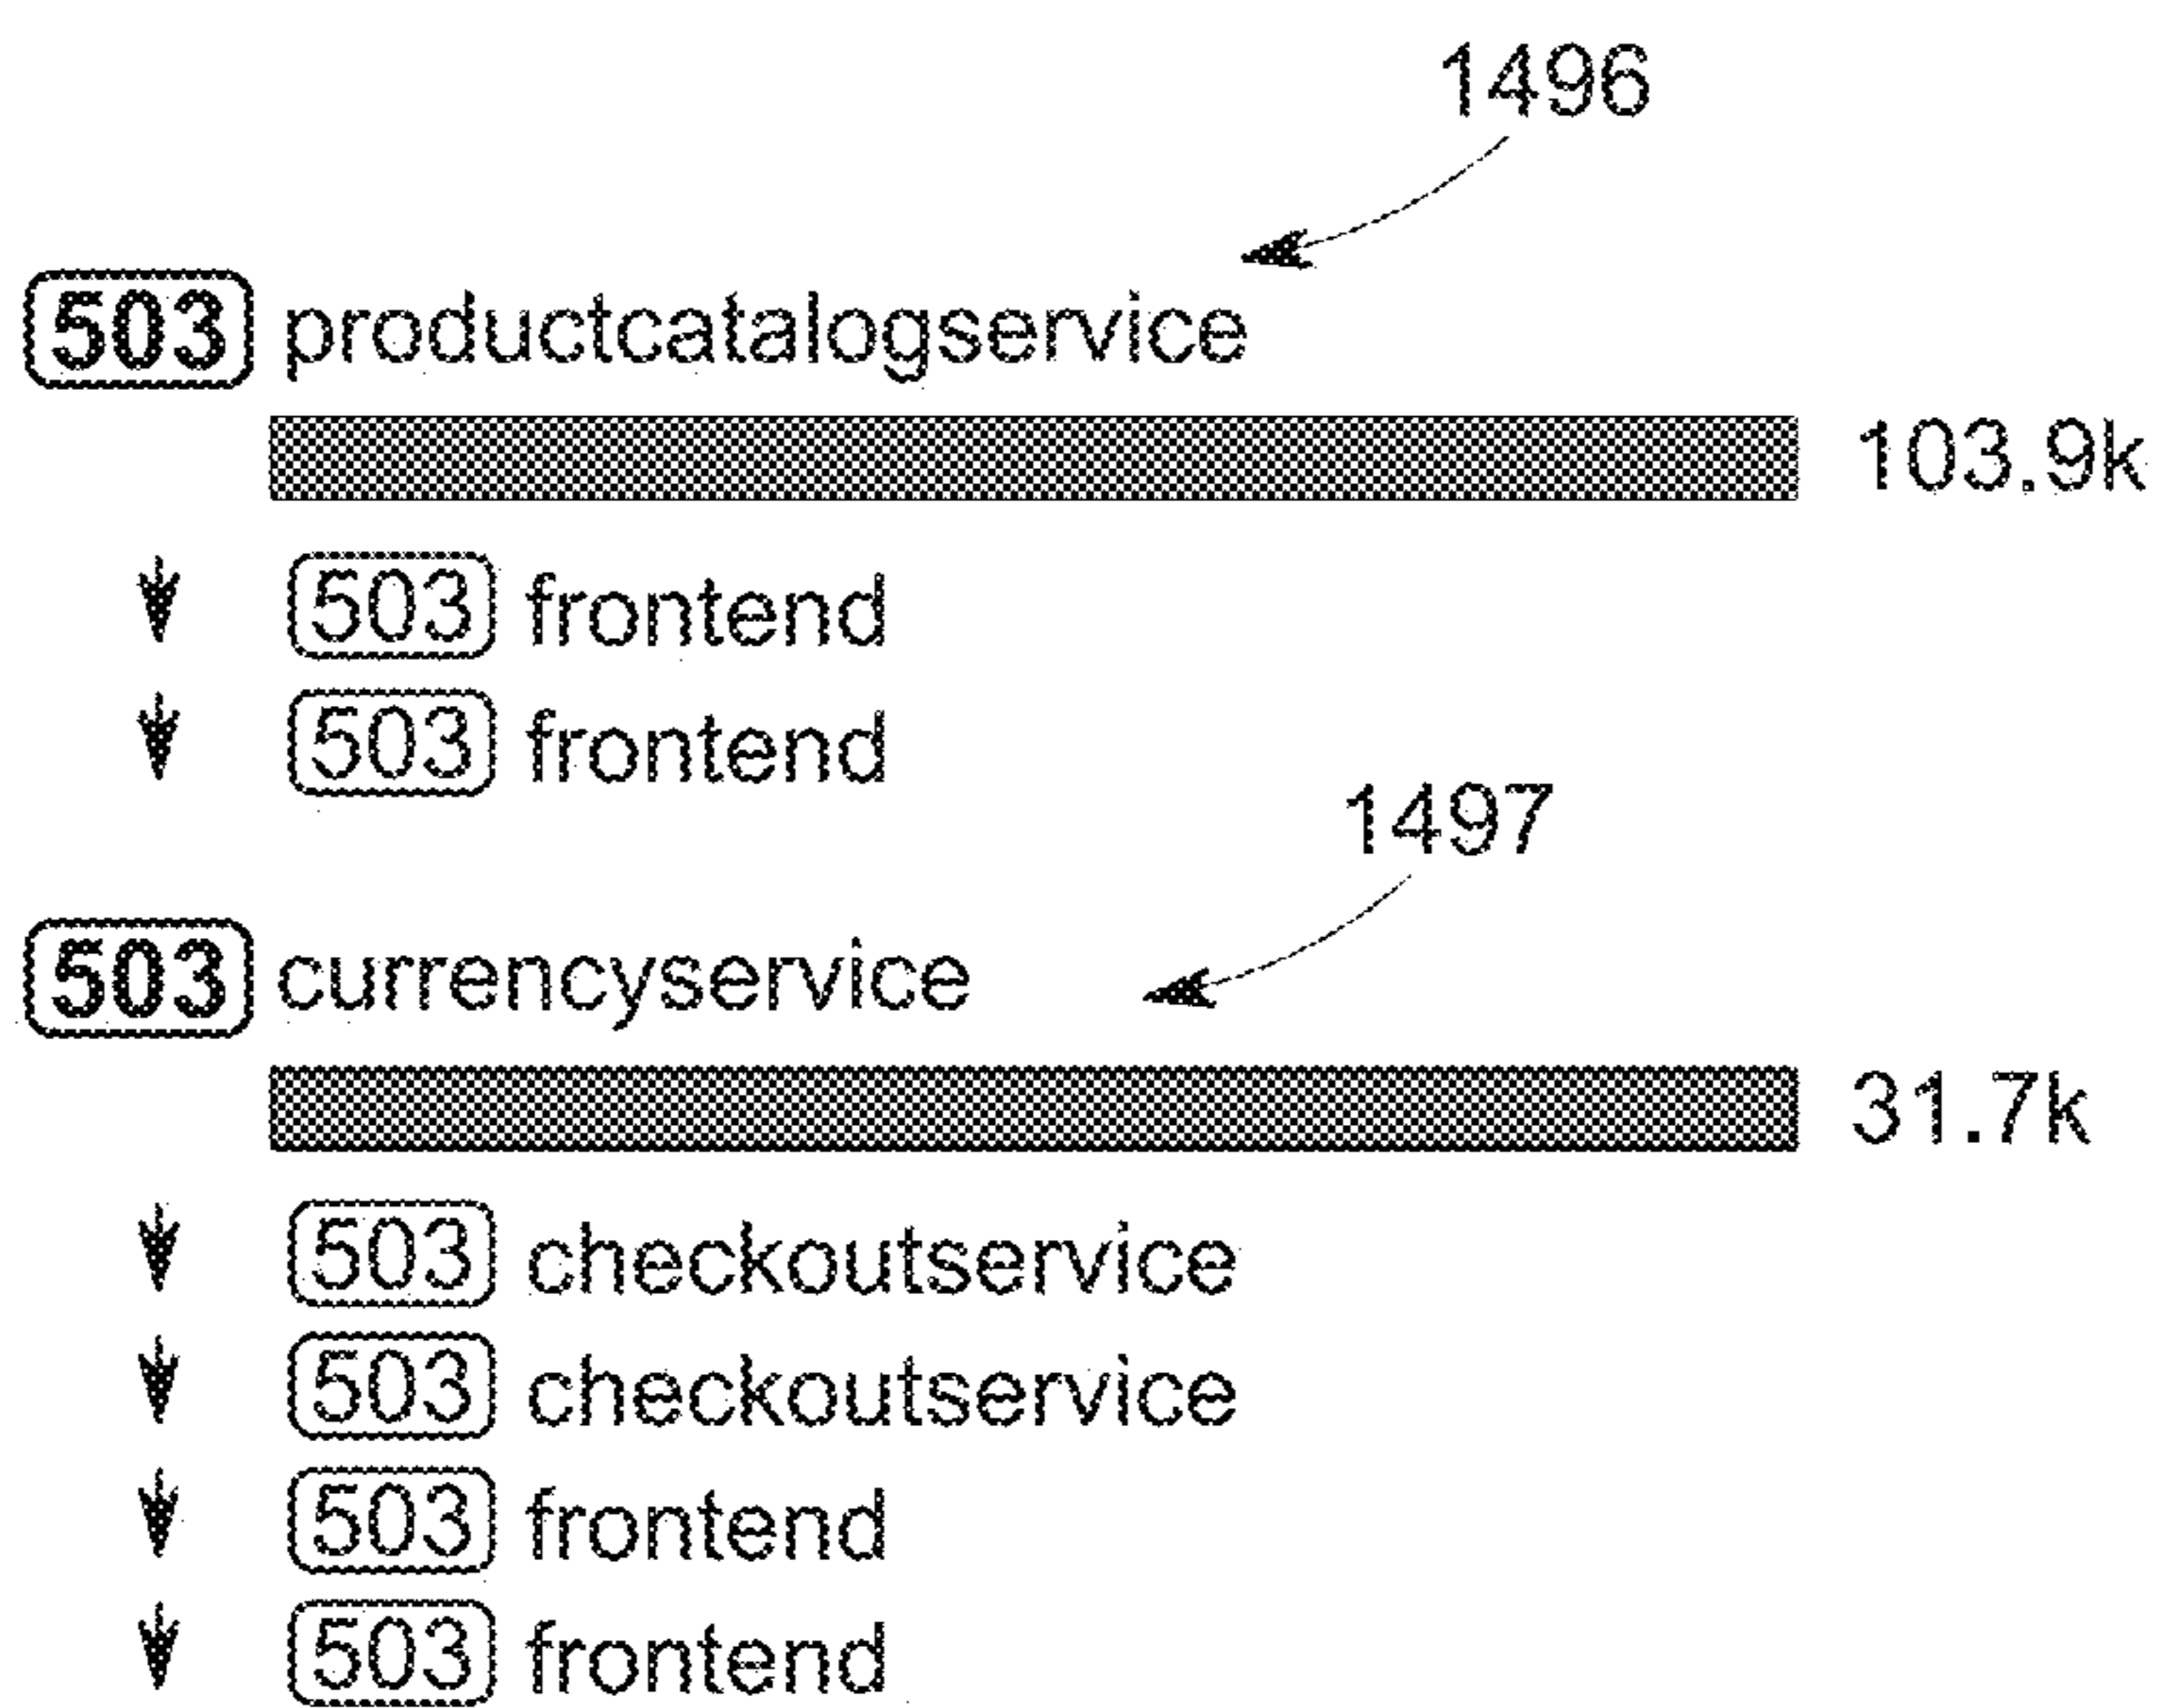 1496
503 productcatalogservice
103.9k
503 frontend
503 frontend
1497
503 currencyservice
31.7k
503 checkoutservice
503 checkoutservice
503 frontend
503 frontend